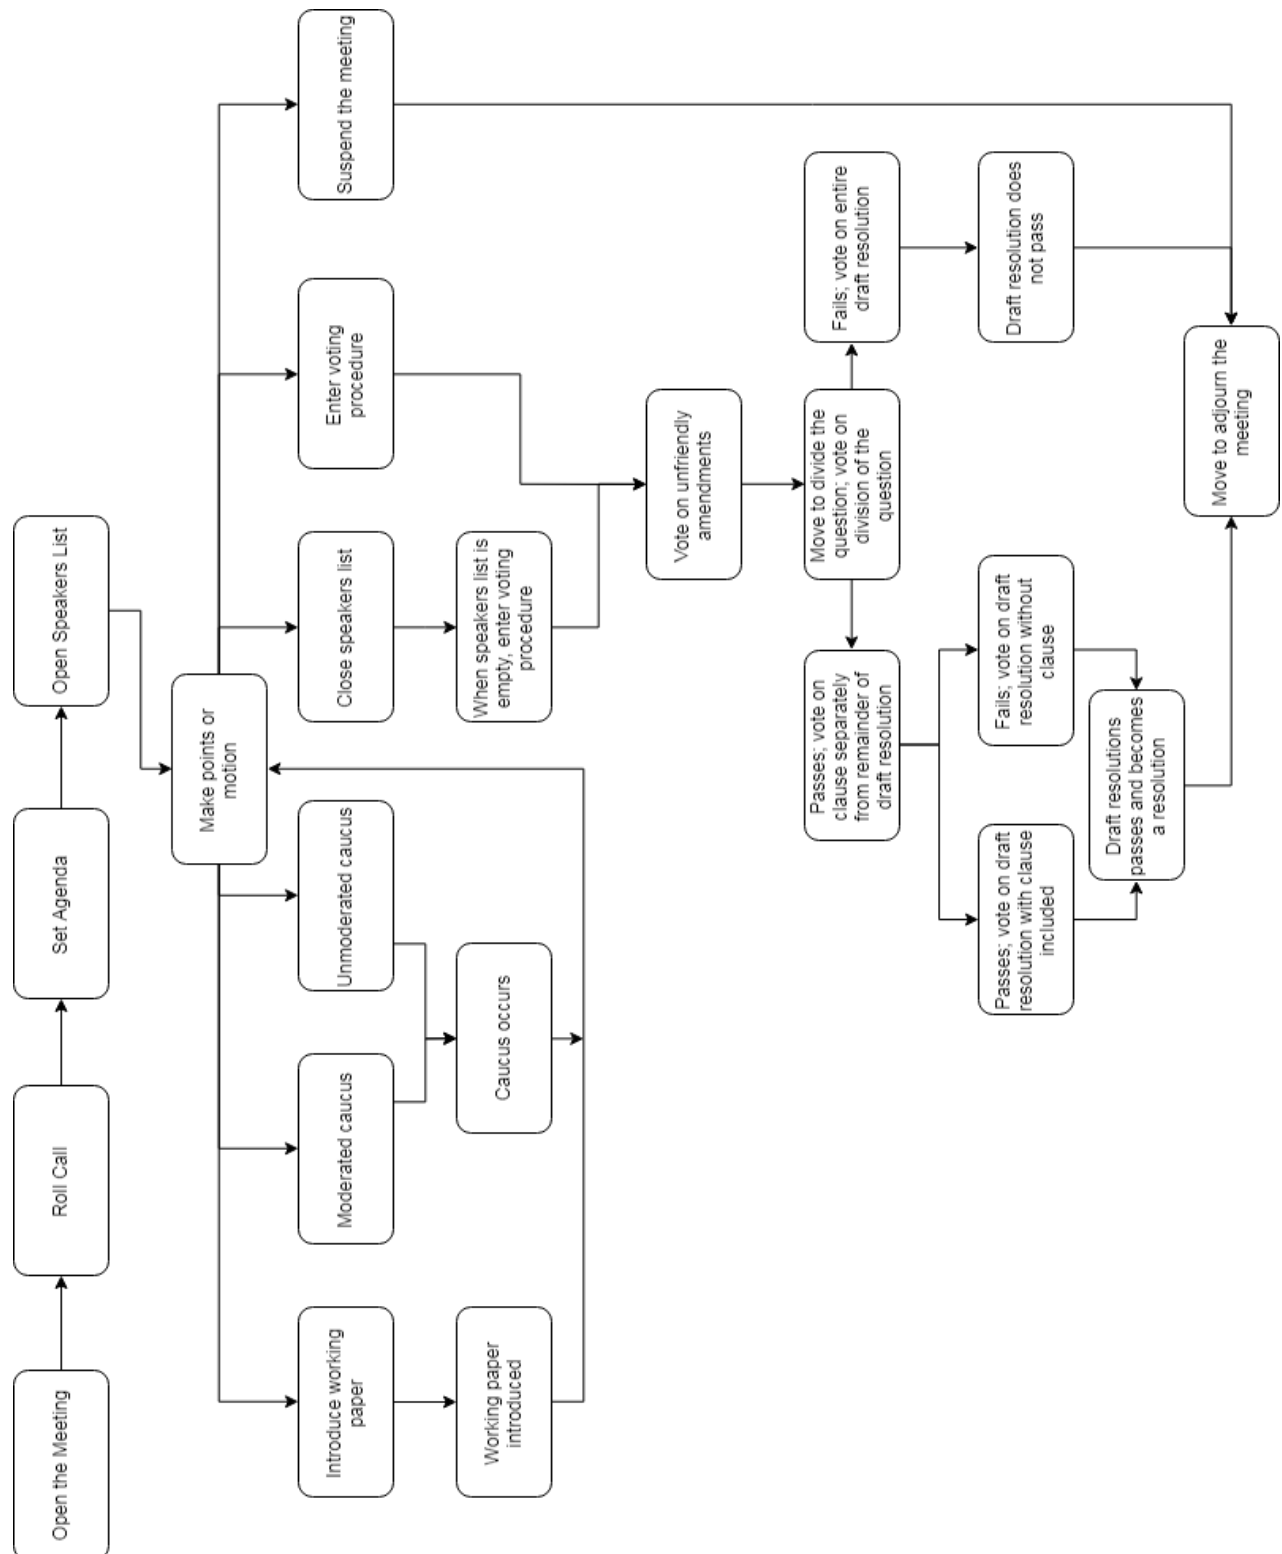 Open the Meeting
Roll Call
Set Agenda
Open Speakers List
Make points or
motion
Introduce working
paper
Moderated caucus
Unmoderated caucus
Close speakers list
Enter voting
procedure
Suspend the meeting
Working paper
introduced
Caucus occurs
When speakers list is
empty, enter voting
procedure
Vote on unfriendly
amendments
Passes; vote on
clause separately
from remainder of
draft resolution
Move to divide the
question; vote on
division of the
question
Fails; vote on entire
draft resolution
Passes; vote on draft
resolution with clause
included
Fails; vote on draft
resolution without
clause
Draft resolution does
not pass
Draft resolutions
passes and becomes
a resolution
Move to adjourn the
meeting